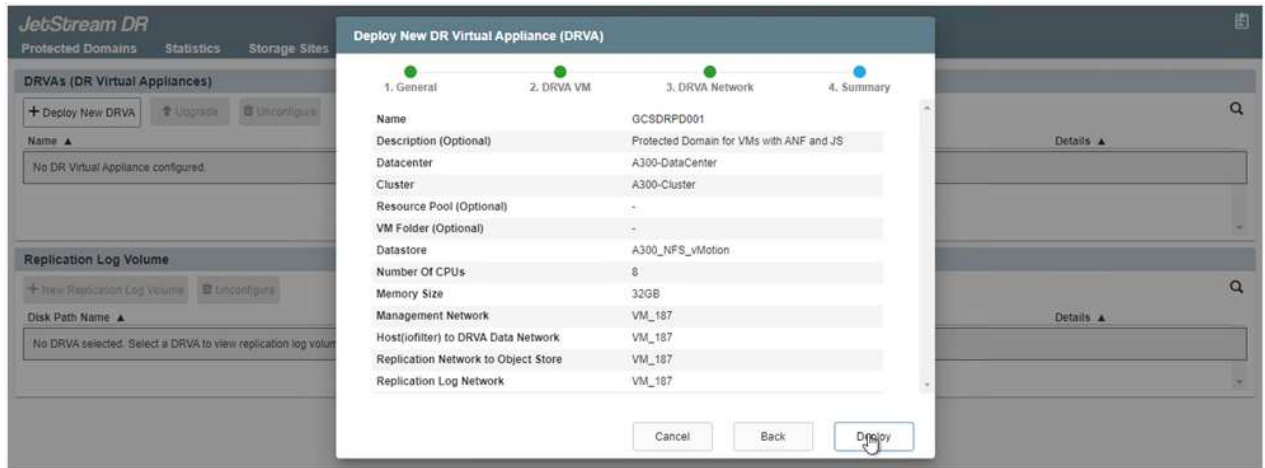 JetStream DR
Protected Domains Statistics Storage Sites
DRVAs (DR Virtual Appliances)
+ Deploy New DRVA Upgrade Unconfigure
Name ▲ Details ▲
No DR Virtual Appliance configured.
Replication Log Volume
+ New Replication Log Volume Unconfigure
Disk Path Name ▲ Details ▲
No DRVA selected. Select a DRVA to view replication log
Deploy New DR Virtual Appliance (DRVA)
1. General 2. DRVA VM 3. DRVA Network 4. Summary
Name GCSDRPD001
Description (Optional) Protected Domain for VMs with ANF and JS
Datacenter A300-DataCenter
Cluster A300-Cluster
Resource Pool (Optional) -
VM Folder (Optional) -
Datastore A300_NFS_vMotion
Number Of CPUs 8
Memory Size 32GB
Management Network VM_187
Host(iofilter) to DRVA Data Network VM_187
Replication Network to Object Store VM_187
Replication Log Network VM_187
Cancel Back Deploy